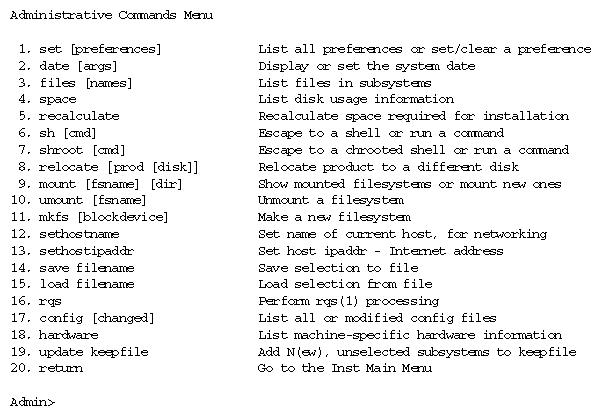 Administrative Commands Menu
1. set [preferences] List all preferences or set/clear a preference
2. date [args] Display or set the system date
3. files [names] List files in subsystems
4. space List disk usage information
5. recalculate Recalculate space required for installation
6. sh [cmd] Escape to a shell or run a command
7. shroot [cmd] Escape to a chrooted shell or run a command
8. relocate [prod [disk]] Relocate product to a different disk
9. mount [fsname] [dir] Show mounted filesystems or mount new ones
10. umount [fsname] Unmount a filesystem
11. mkfs [blockdevice] Make a new filesystem
12. sethostname Set name of current host, for networking
13. sethostipaddr Set host ipaddr - Internet address
14. save filename Save selection to file
15. load filename Load selection from file
16. rqs Perform rqs(1) processing
17. config [changed] List all or modified config files
18. hardware List machine-specific hardware information
19. update keepfile Add N(ew), unselected subsystems to keepfile
20. return Go to the Inst Main Menu
Admin>